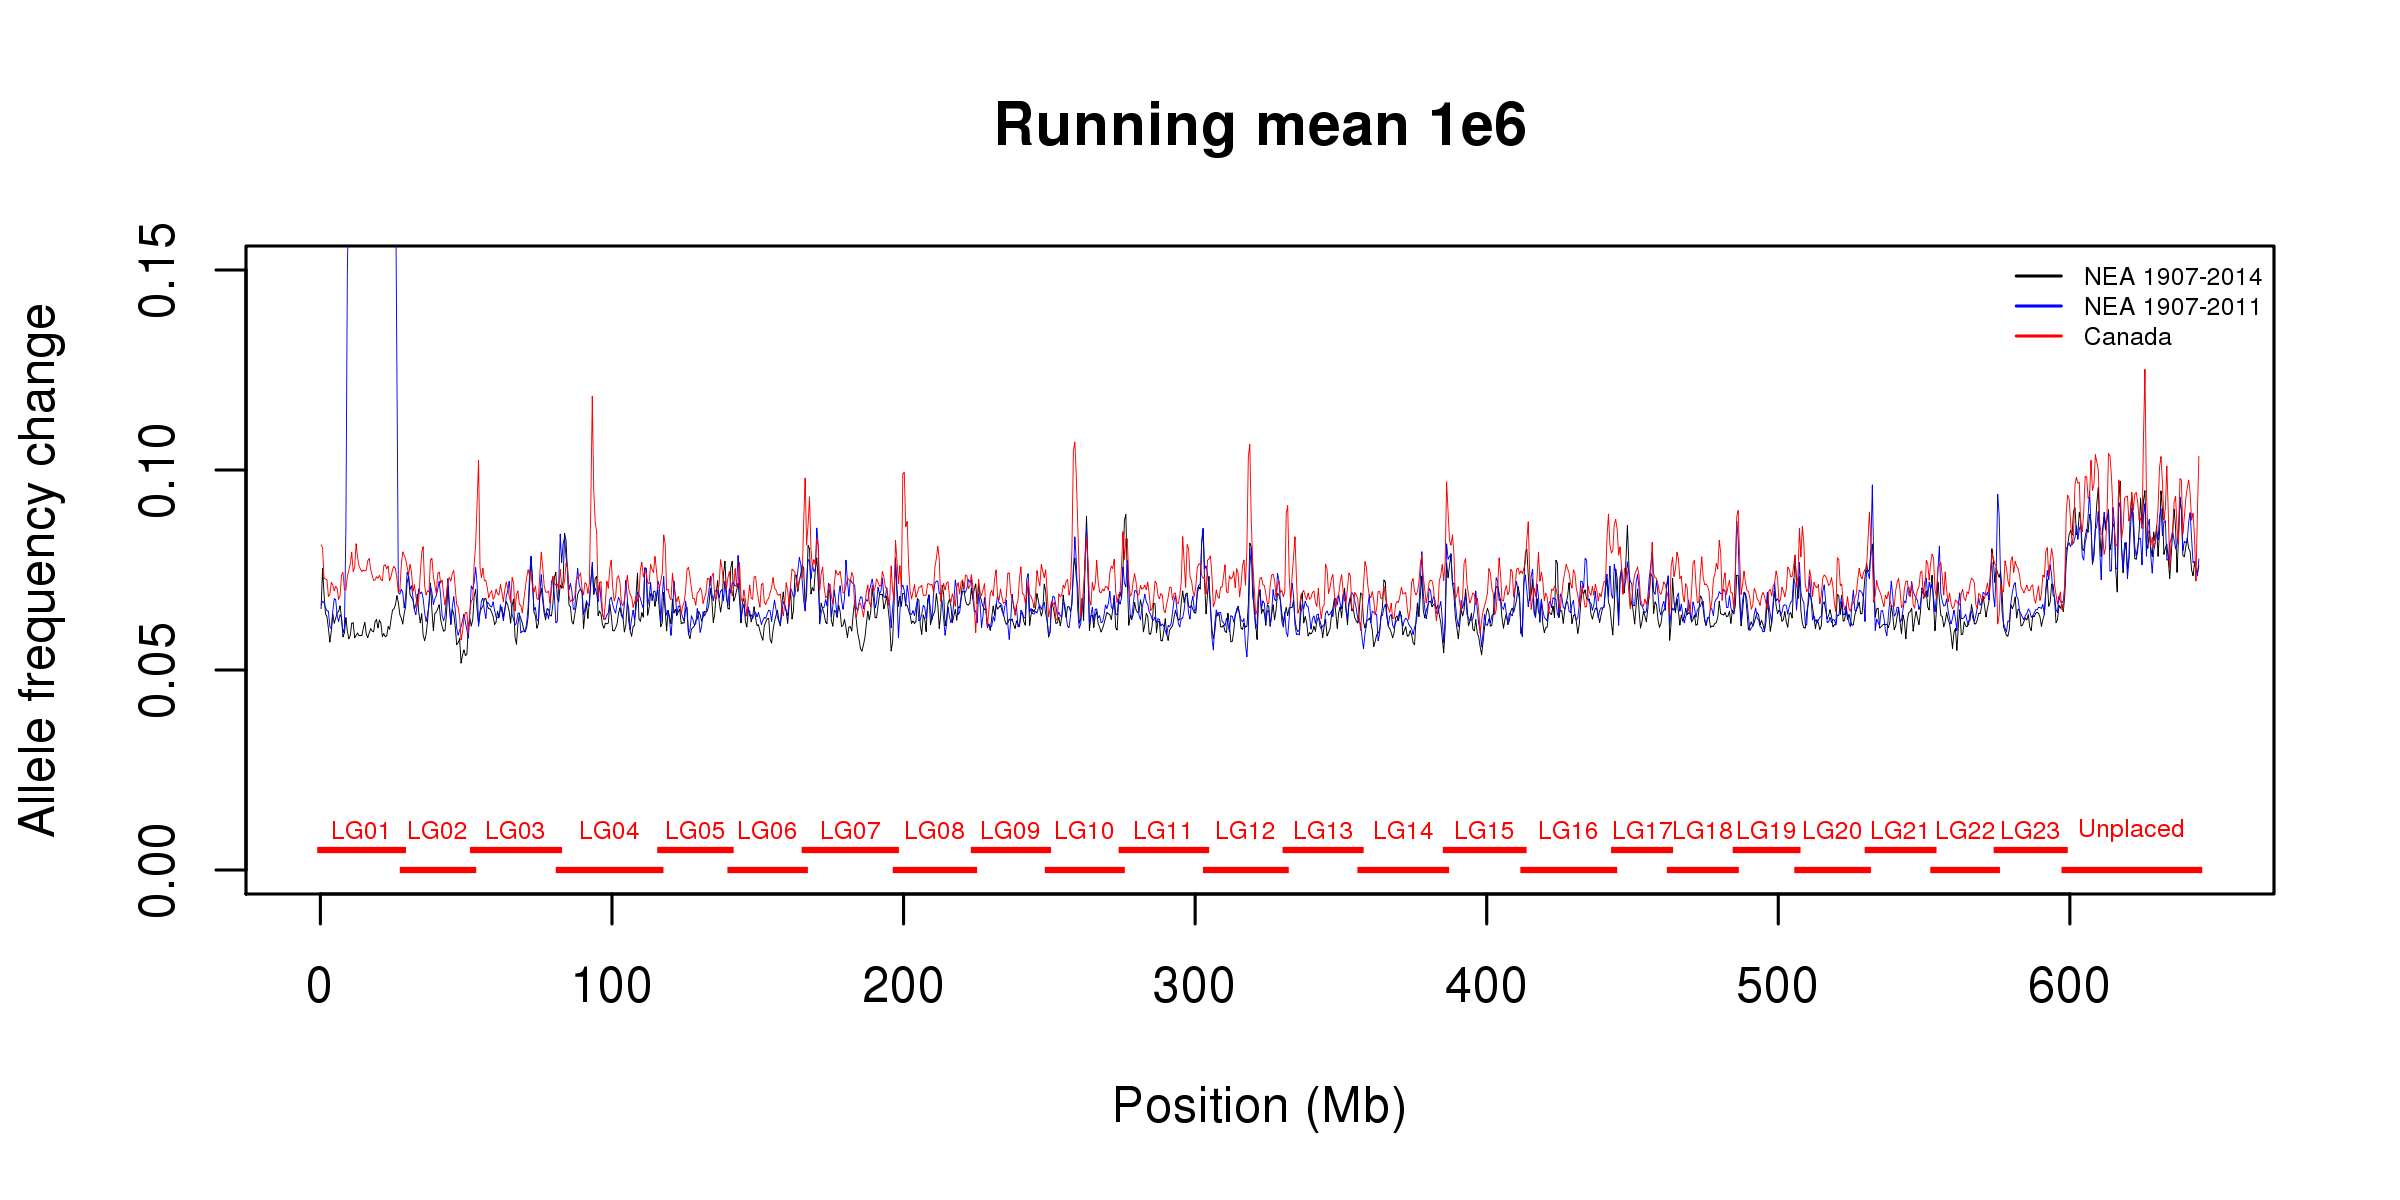 Running mean 1e6
Allele frequency change
0.15
0.10
0.05
0.00
NEA 1907-2014
NEA 1907-2011
Canada
LG01 LG02 LG03 LG04 LG05 LG06 LG07 LG08 LG09 LG10 LG11 LG12 LG13 LG14 LG15 LG16 LG17 LG18 LG19 LG20 LG21 LG22 LG23 Unplaced
0 100 200 300 400 500 600
Position (Mb)